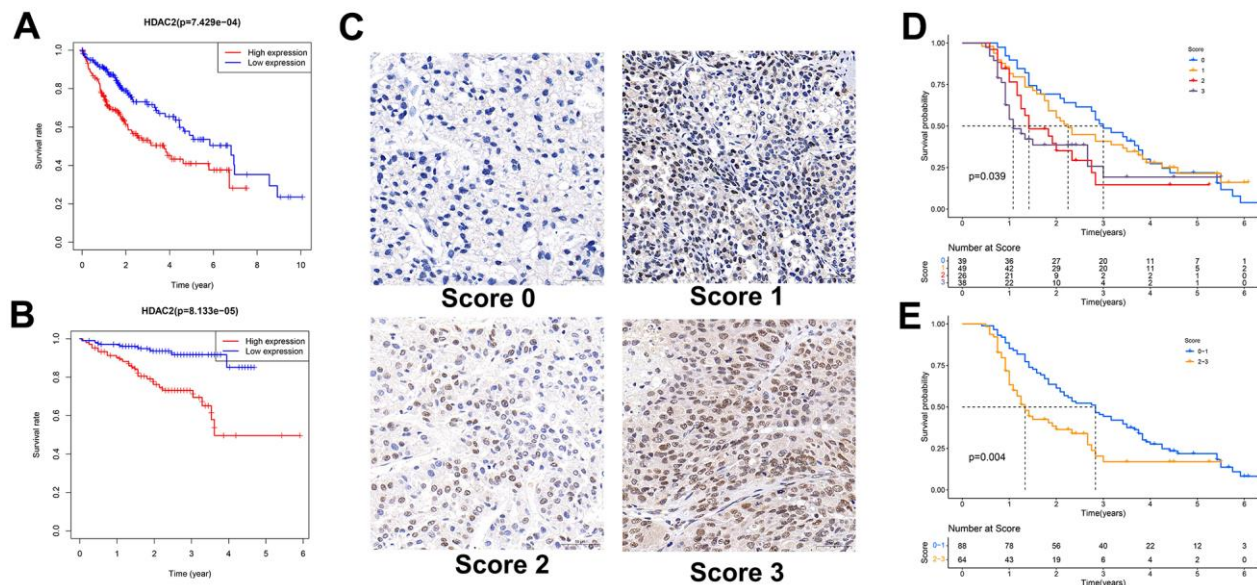 A
HDAC2(p=7.429e−04)
High expression
Low expression
Survival rate
1.0
0.8
0.6
0.4
0.2
0.0
0 2 4 6 8 10
Time (year)
B
HDAC2(p=8.133e−05)
High expression
Low expression
Survival rate
1.0
0.8
0.6
0.4
0.2
0.0
0 1 2 3 4 5 6
Time (year)
C
Score 0
Score 1
Score 2
Score 3
D
Score
0
1
2
3
Survival probability
1.00
0.75
0.50
0.25
0.00
p=0.039
0 1 2 3 4 5 6
Time(years)
Number at Score
Score
0 39 36 27 20 11 7 1
1 49 42 29 20 11 5 2
2 26 21 9 2 2 1 0
3 38 22 10 4 2 1 0
0 1 2 3 4 5 6
Time(years)
E
Score
0−1
2−3
Survival probability
1.00
0.75
0.50
0.25
0.00
p=0.004
0 1 2 3 4 5 6
Time(years)
Number at Score
Score
0−1 88 78 56 40 22 12 3
2−3 64 43 19 6 4 2 0
0 1 2 3 4 5 6
Time(years)